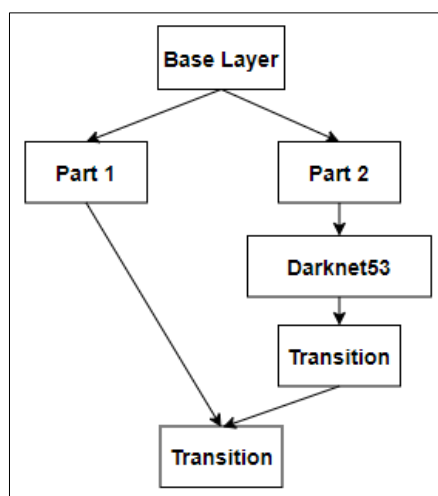 Base Layer
Part 1
Part 2
Darknet53
Transition
Transition